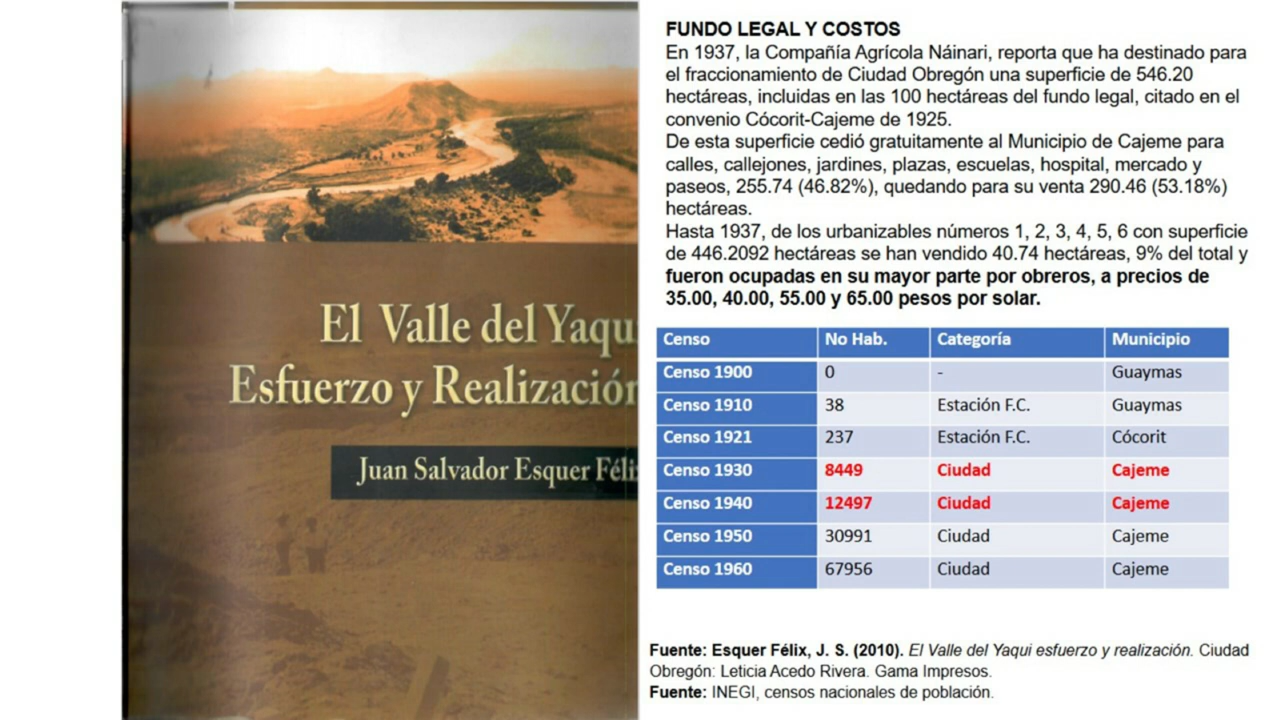 El Valle del Yaqui
Esfuerzo y Realización
Juan Salvador Esquer Félix
FUNDO LEGAL Y COSTOS
En 1937, la Compañía Agrícola Náinari, reporta que ha destinado para
el fraccionamiento de Ciudad Obregón una superficie de 546.20
hectáreas, incluidas en las 100 hectáreas del fundo legal, citado en el
convenio Cócorit-Cajeme de 1925.
De esta superficie cedió gratuitamente al Municipio de Cajeme para
calles, callejones, jardines, plazas, escuelas, hospital, mercado y
paseos, 255.74 (46.82%), quedando para su venta 290.46 (53.18%)
hectáreas.
Hasta 1937, de los urbanizables números 1, 2, 3, 4, 5, 6 con superficie
de 446.2092 hectáreas se han vendido 40.74 hectáreas, 9% del total y
fueron ocupadas en su mayor parte por obreros, a precios de
35.00, 40.00, 55.00 y 65.00 pesos por solar.
Censo No Hab. Categoría Municipio
Censo 1900 0 - Guaymas
Censo 1910 38 Estación F.C. Guaymas
Censo 1921 237 Estación F.C. Cócorit
Censo 1930 8449 Ciudad Cajeme
Censo 1940 12497 Ciudad Cajeme
Censo 1950 30991 Ciudad Cajeme
Censo 1960 67956 Ciudad Cajeme
Fuente: Esquer Félix, J. S. (2010). El Valle del Yaqui esfuerzo y realización. Ciudad
Obregón: Leticia Acedo Rivera. Gama Impresos.
Fuente: INEGI, censos nacionales de población.